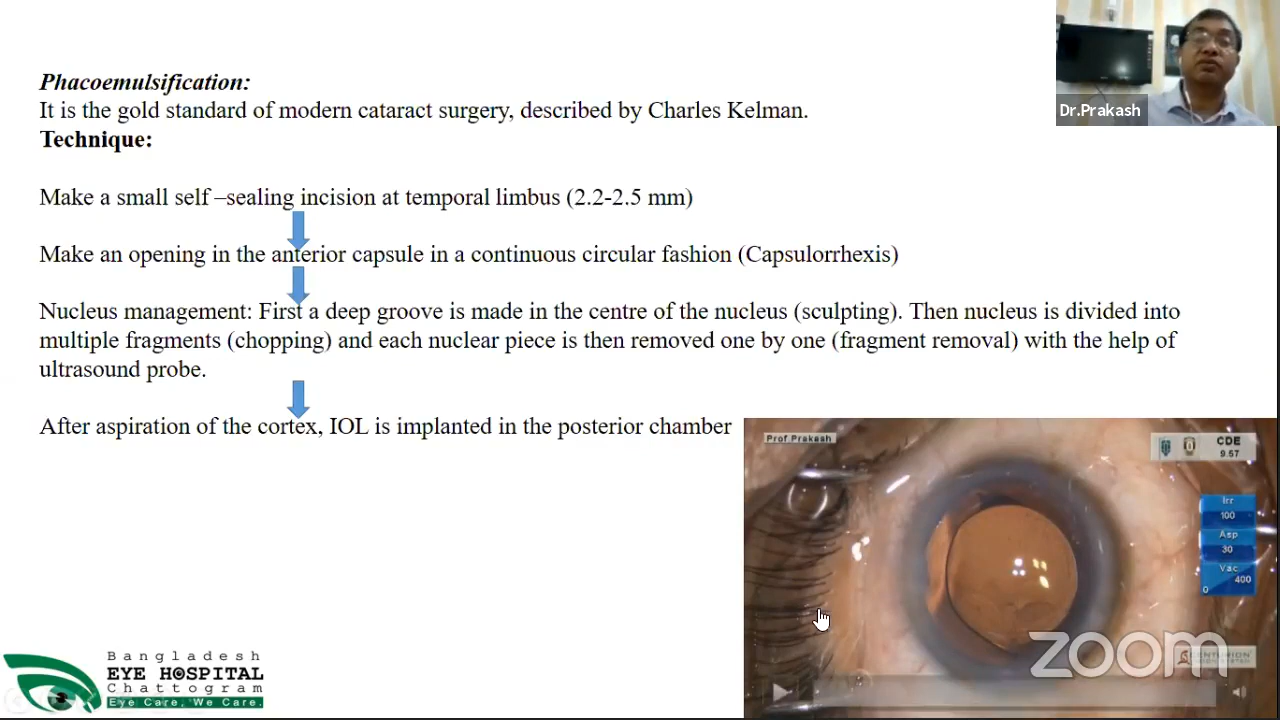 Phacoemulsification:
It is the gold standard of modern cataract surgery, described by Charles Kelman.
Technique:
Make a small self –sealing incision at temporal limbus (2.2-2.5 mm)
Make an opening in the anterior capsule in a continuous circular fashion (Capsulorrhexis)
Nucleus management: First a deep groove is made in the centre of the nucleus (sculpting). Then nucleus is divided into
multiple fragments (chopping) and each nuclear piece is then removed one by one (fragment removal) with the help of
ultrasound probe.
After aspiration of the cortex, IOL is implanted in the posterior chamber
Dr.Prakash
Prof.Prakash
CDE
9.57
Irr
100
Asp
30
Vac
400
0
zoom
CENTURION
Bangladesh
EYE HOSPITAL
Chattogram
Eye Care, We Care.